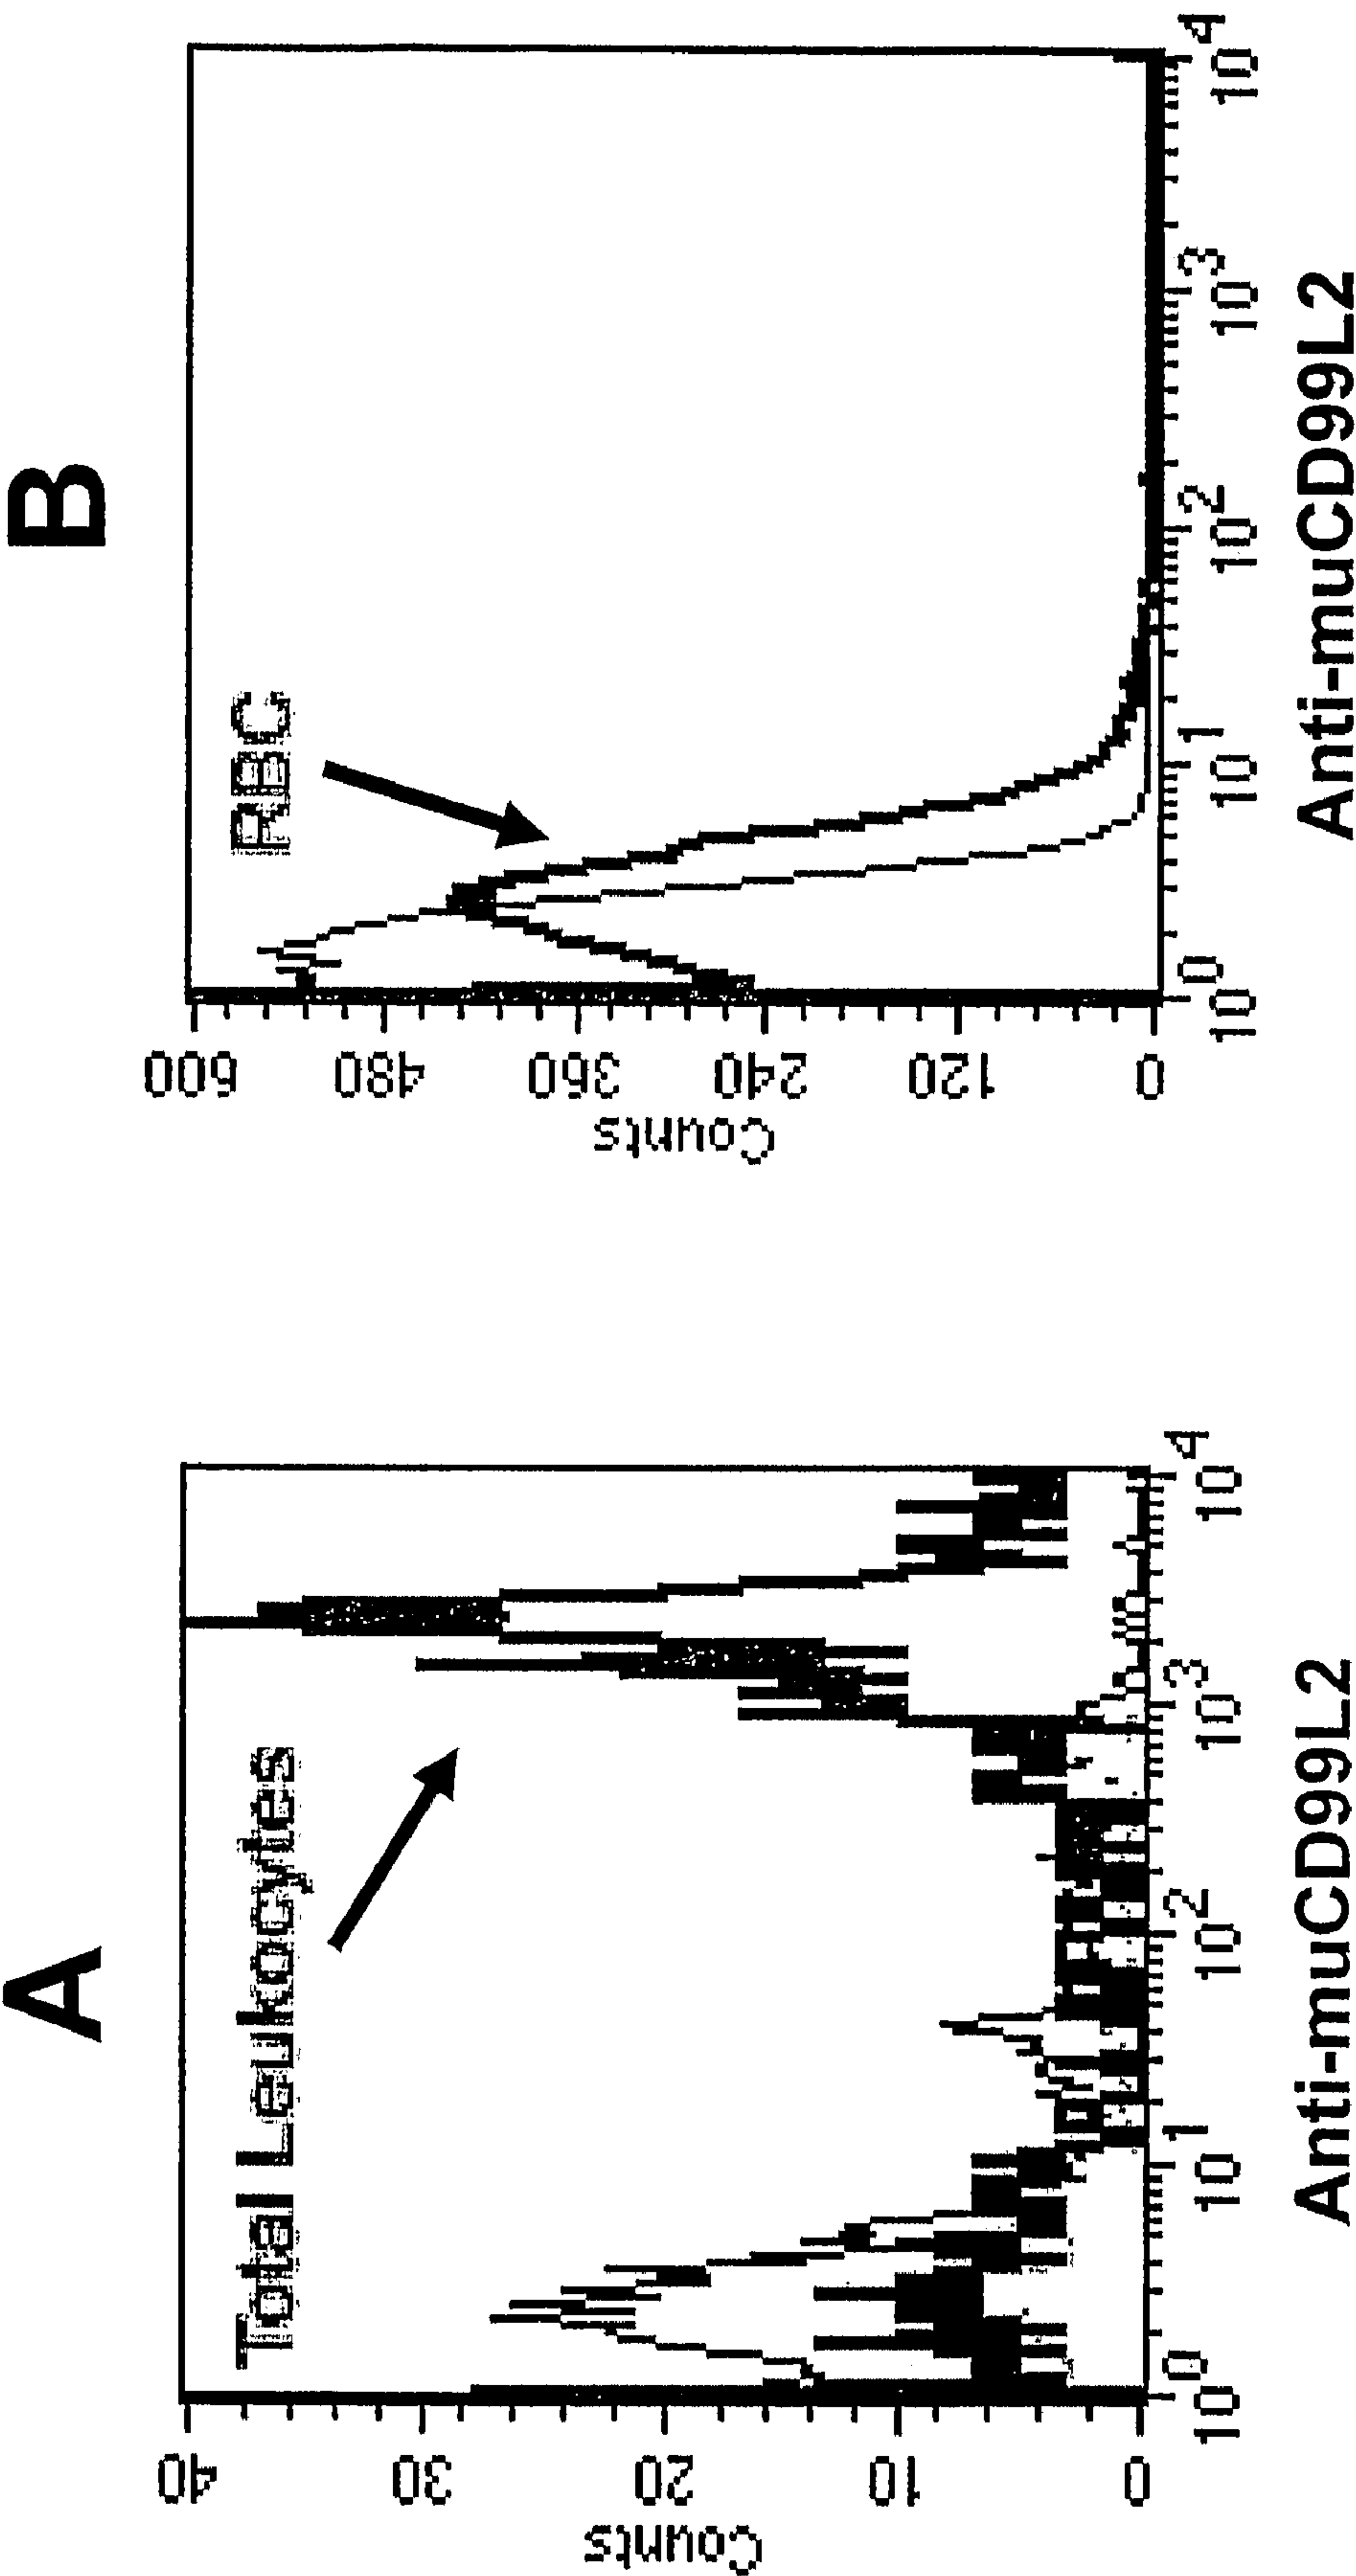 A
Total Leukocytes
Counts
40
30
20
10
0
10^0
10^1
10^2
10^3
10^4
Anti-muCD99L2
B
RBC
Counts
600
480
360
240
120
0
10^0
10^1
10^2
10^3
10^4
Anti-muCD99L2